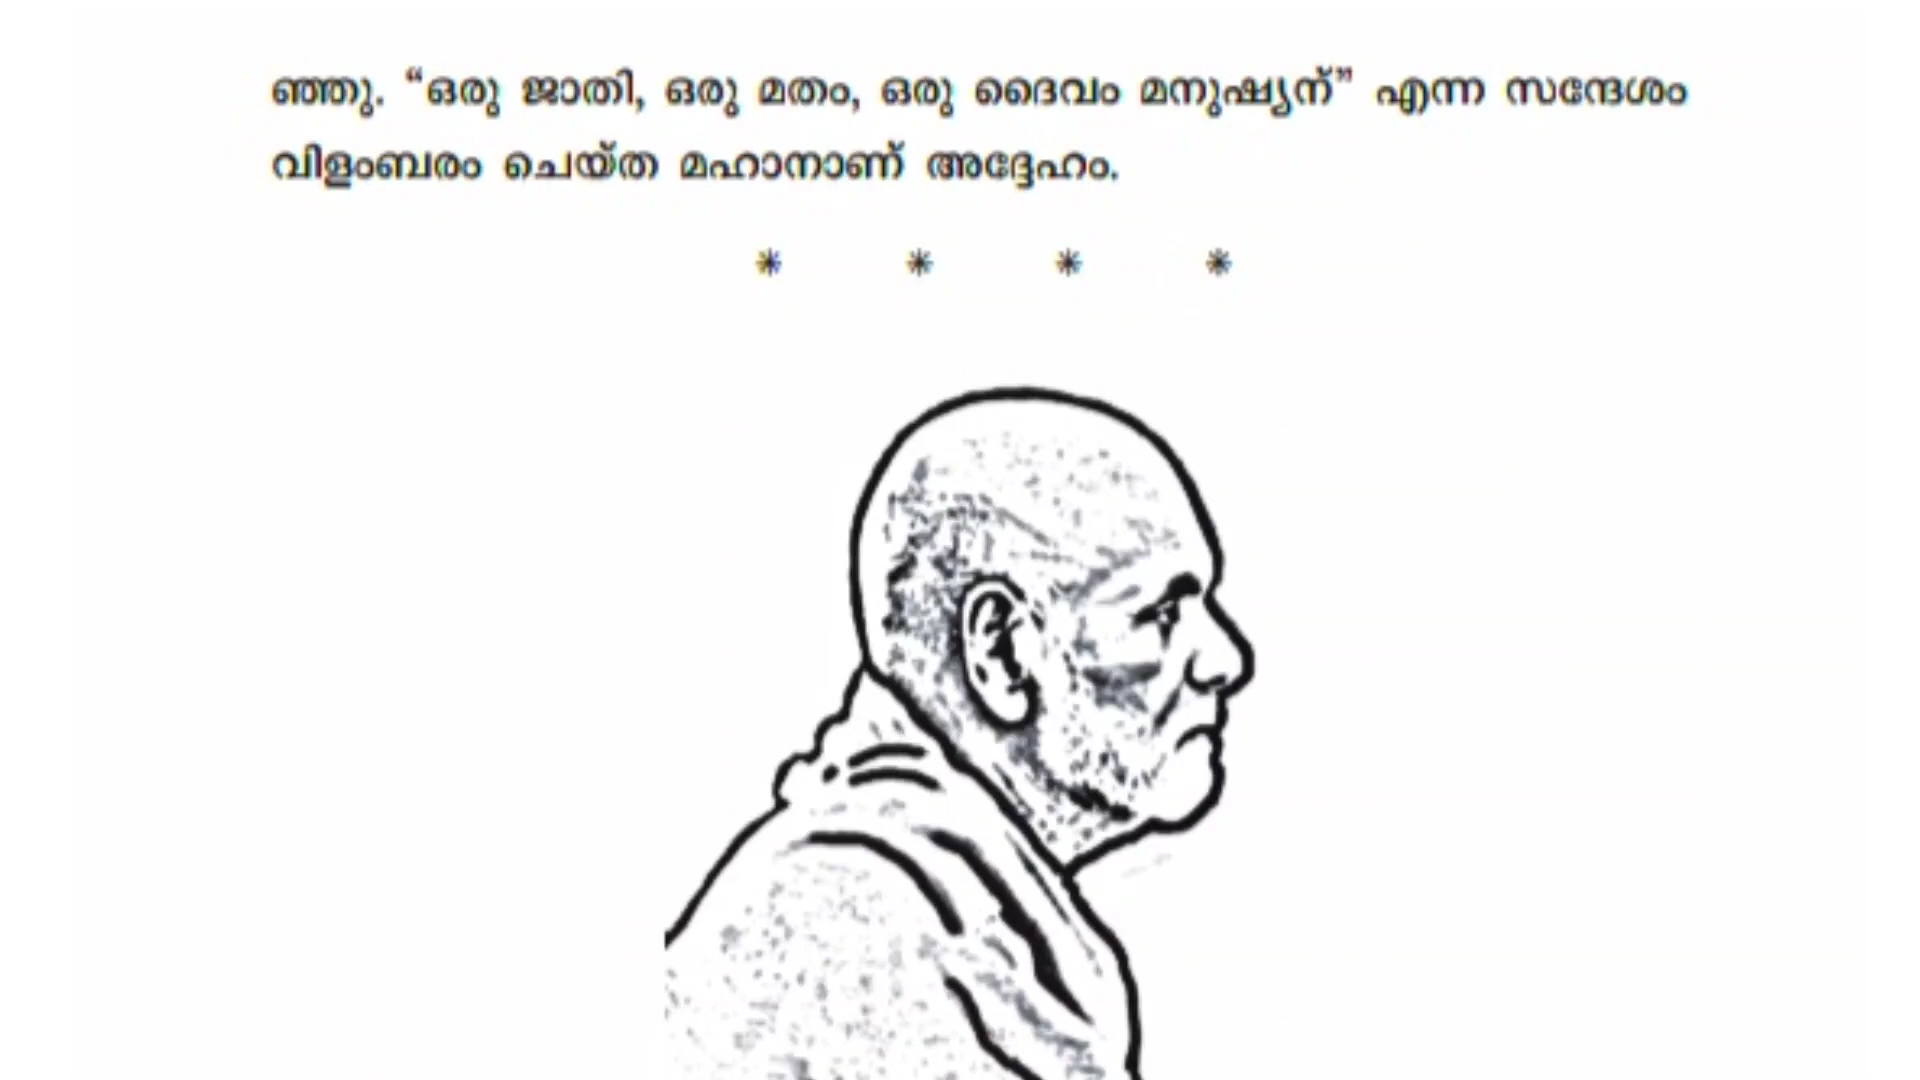 ഞ്ഞു. “ഒരു ജാതി, ഒരു മതം, ഒരു ദൈവം മനുഷ്യന്” എന്ന സന്ദേശം
വിളംബരം ചെയ്ത മഹാനാണ് അദ്ദേഹം.
* * * *